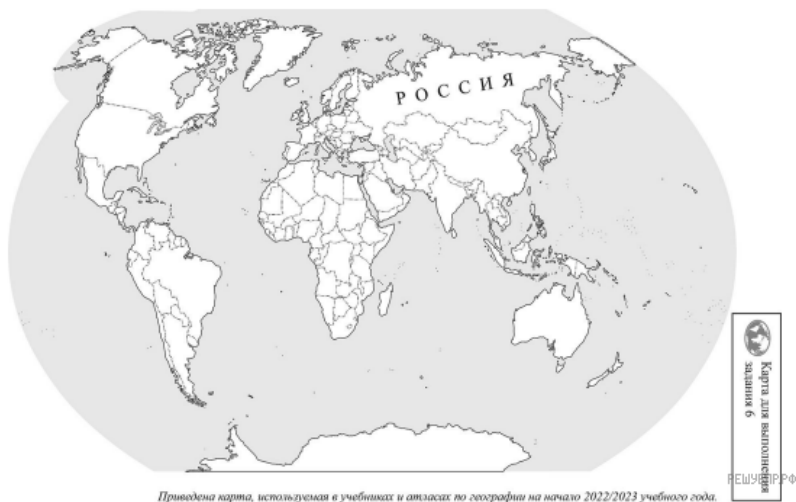 РОССИЯ
Карта для выполнения
задания 6
РЕШУВПР.РФ
Приведена карта, используемая в учебниках и атласах по географии на начало 2022/2023 учебного года.